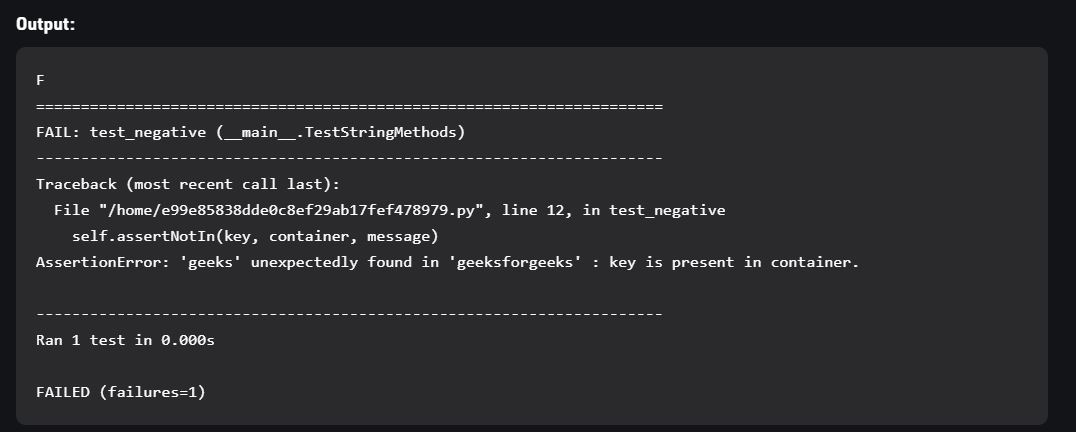 Output:
F
======================================================================
FAIL: test_negative (__main__.TestStringMethods)
----------------------------------------------------------------------
Traceback (most recent call last):
  File "/home/e99e85838dde0c8ef29ab17fef478979.py", line 12, in test_negative
    self.assertNotIn(key, container, message)
AssertionError: 'geeks' unexpectedly found in 'geeksforgeeks' : key is present in container.
----------------------------------------------------------------------
Ran 1 test in 0.000s
FAILED (failures=1)